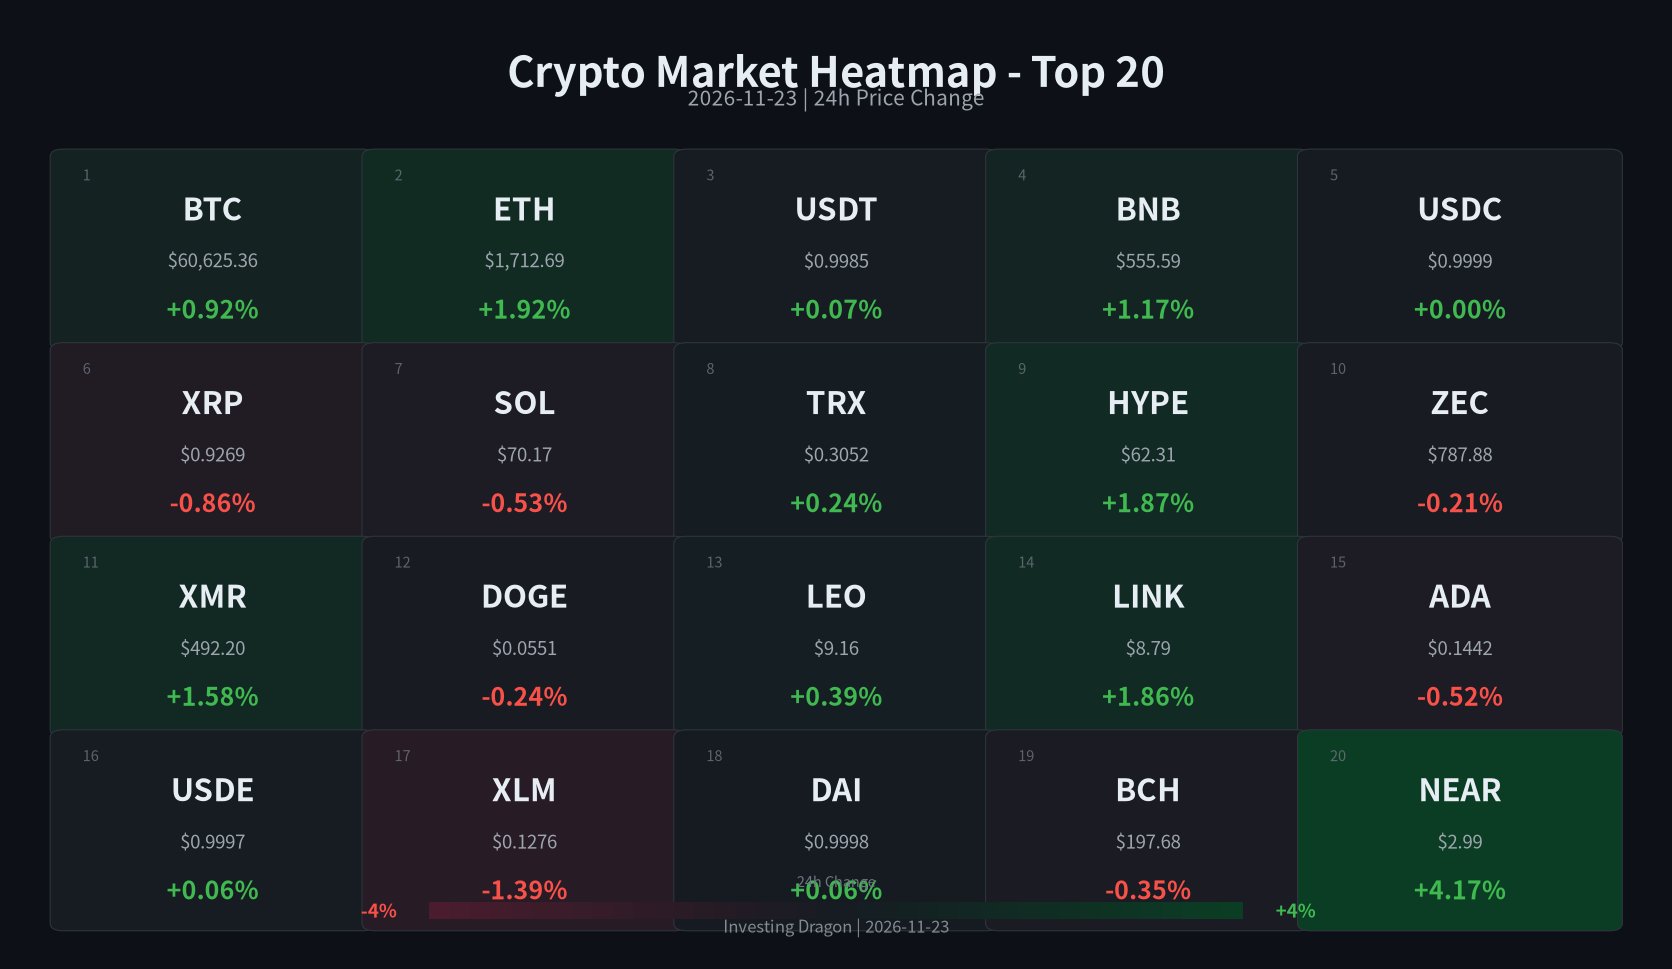 Crypto Market Heatmap - Top 20
2026-11-23 | 24h Price Change
1
BTC
$60,625.36
+0.92%
2
ETH
$1,712.69
+1.92%
3
USDT
$0.9985
+0.07%
4
BNB
$555.59
+1.17%
5
USDC
$0.9999
+0.00%
6
XRP
$0.9269
-0.86%
7
SOL
$70.17
-0.53%
8
TRX
$0.3052
+0.24%
9
HYPE
$62.31
+1.87%
10
ZEC
$787.88
-0.21%
11
XMR
$492.20
+1.58%
12
DOGE
$0.0551
-0.24%
13
LEO
$9.16
+0.39%
14
LINK
$8.79
+1.86%
15
ADA
$0.1442
-0.52%
16
USDE
$0.9997
+0.06%
17
XLM
$0.1276
-1.39%
18
DAI
$0.9998
+0.06%
19
BCH
$197.68
-0.35%
20
NEAR
$2.99
+4.17%
24h Change
-4%
+4%
Investing Dragon | 2026-11-23